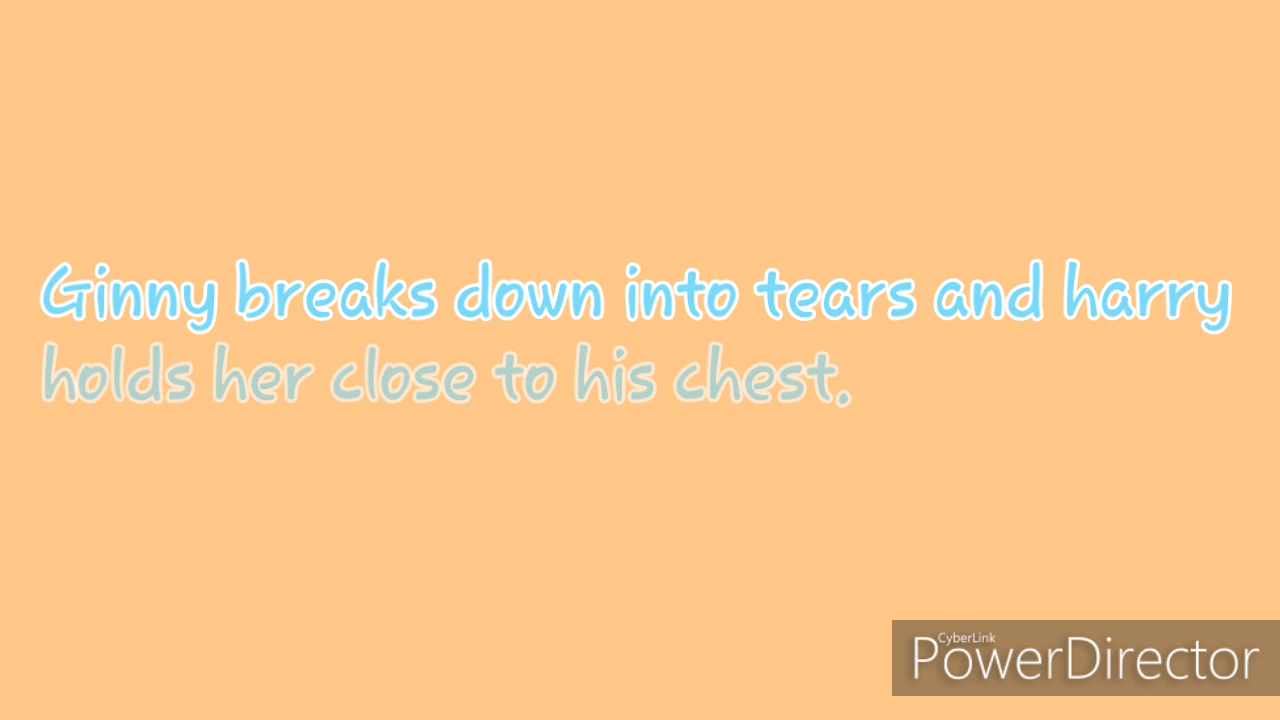 Ginny breaks down into tears and harry
holds her close to his chest.
CyberLink
PowerDirector